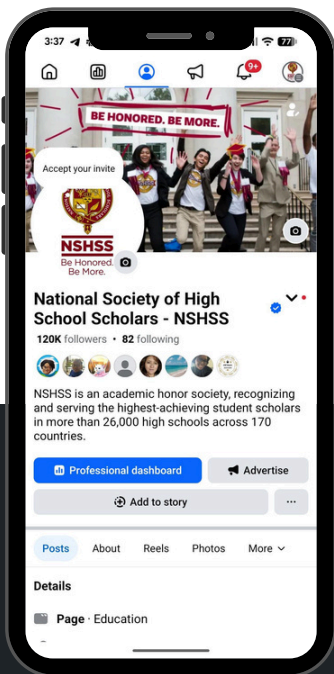 3:37
77
9+
BE HONORED. BE MORE.
Accept your invite
NSHSS
Be Honored.
Be More.
National Society of High
School Scholars - NSHSS
120K followers • 82 following
NSHSS is an academic honor society, recognizing
and serving the highest-achieving student scholars
in more than 26,000 high schools across 170
countries.
Professional dashboard
Advertise
Add to story
...
Posts About Reels Photos More
Details
Page · Education